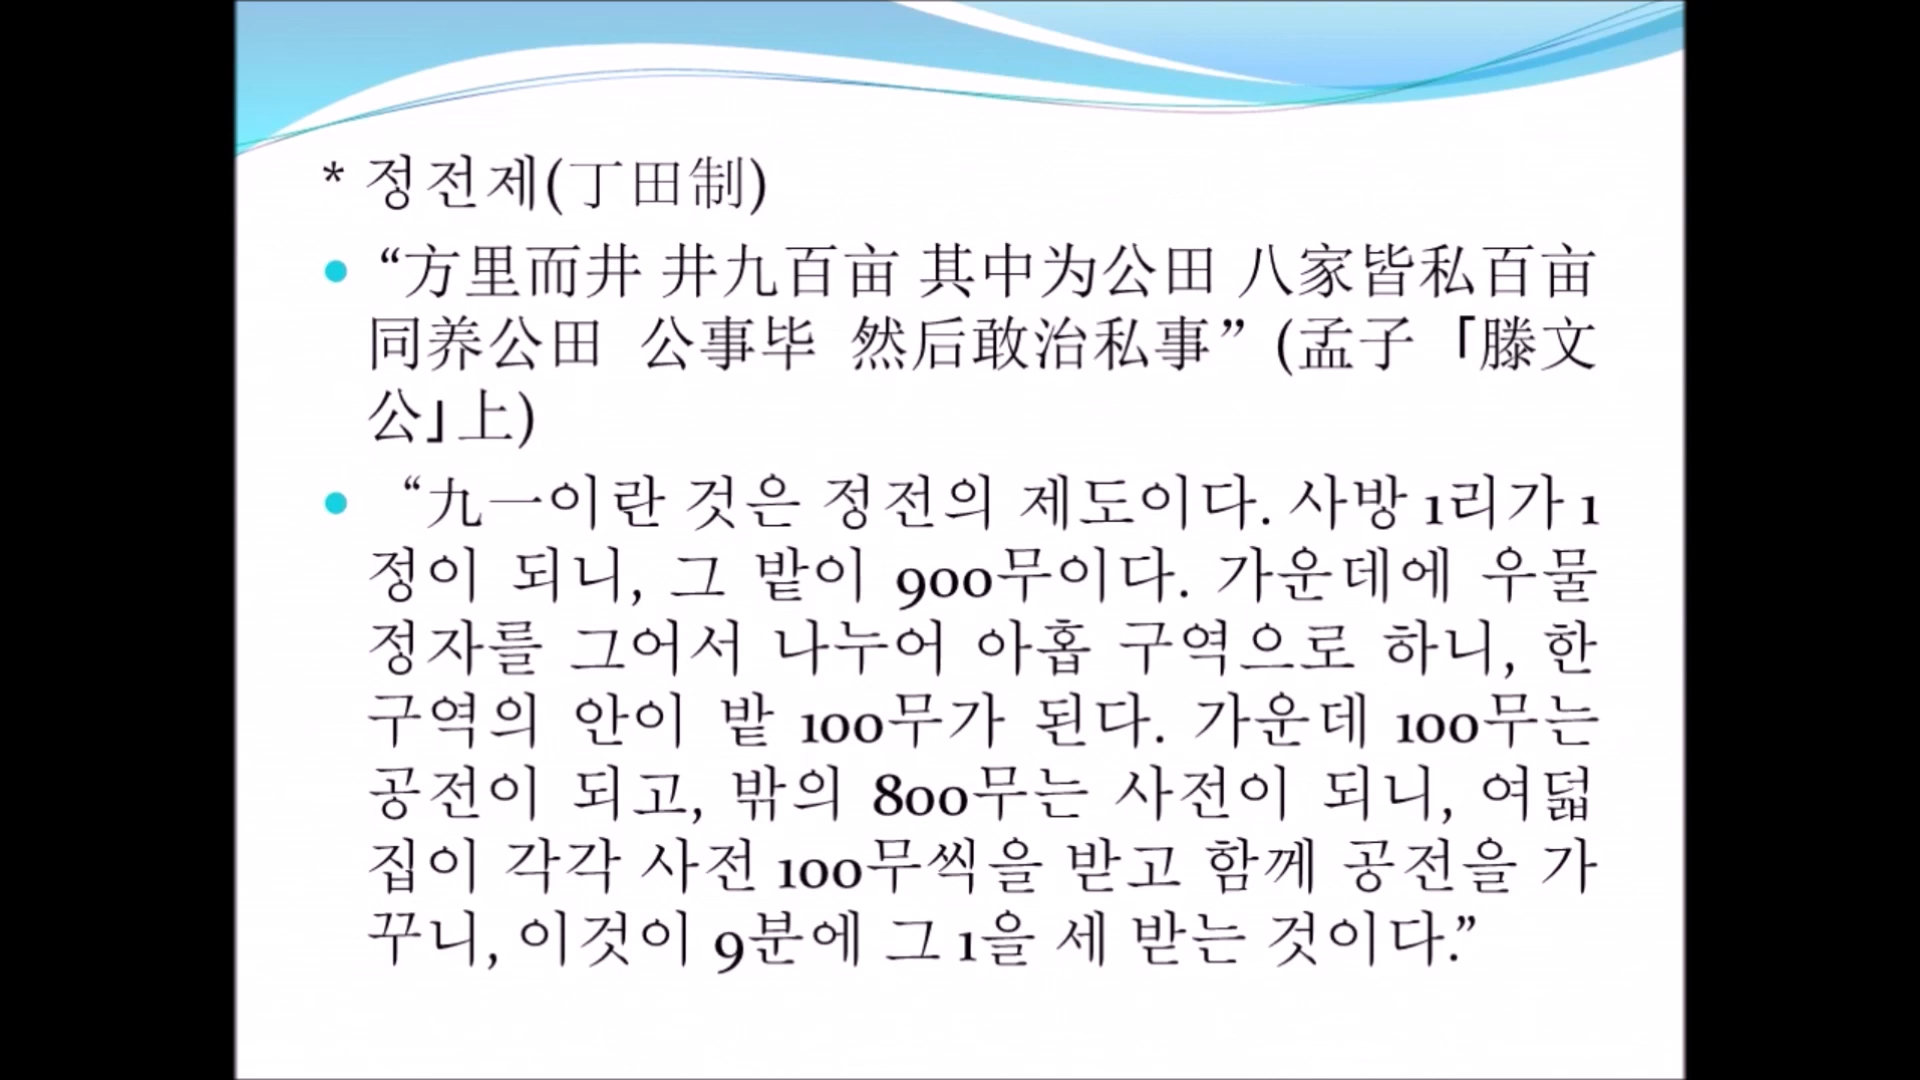 * 정전제(丁田制)
• “方里而井 井九百亩 其中为公田 八家皆私百亩
同养公田 公事毕 然后敢治私事” (孟子 「滕文
公」上)
• “九一이란 것은 정전의 제도이다. 사방 1리가 1
정이 되니, 그 밭이 900무이다. 가운데에 우물
정자를 그어서 나누어 아홉 구역으로 하니, 한
구역의 안이 밭 100무가 된다. 가운데 100무는
공전이 되고, 밖의 800무는 사전이 되니, 여덟
집이 각각 사전 100무씩을 받고 함께 공전을 가
꾸니, 이것이 9분에 그 1을 세 받는 것이다.”